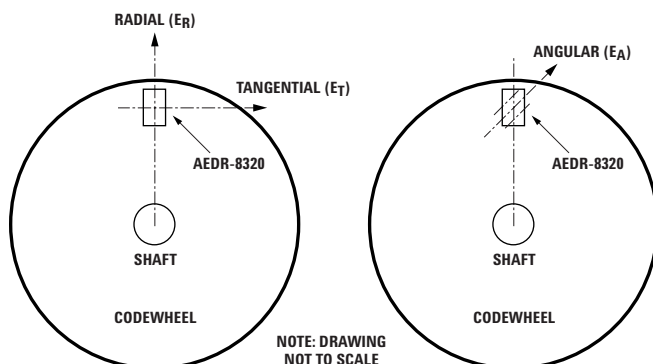 RADIAL (ER)
TANGENTIAL (ET)
AEDR-8320
SHAFT
CODEWHEEL
ANGULAR (EA)
AEDR-8320
SHAFT
CODEWHEEL
NOTE: DRAWING
NOT TO SCALE